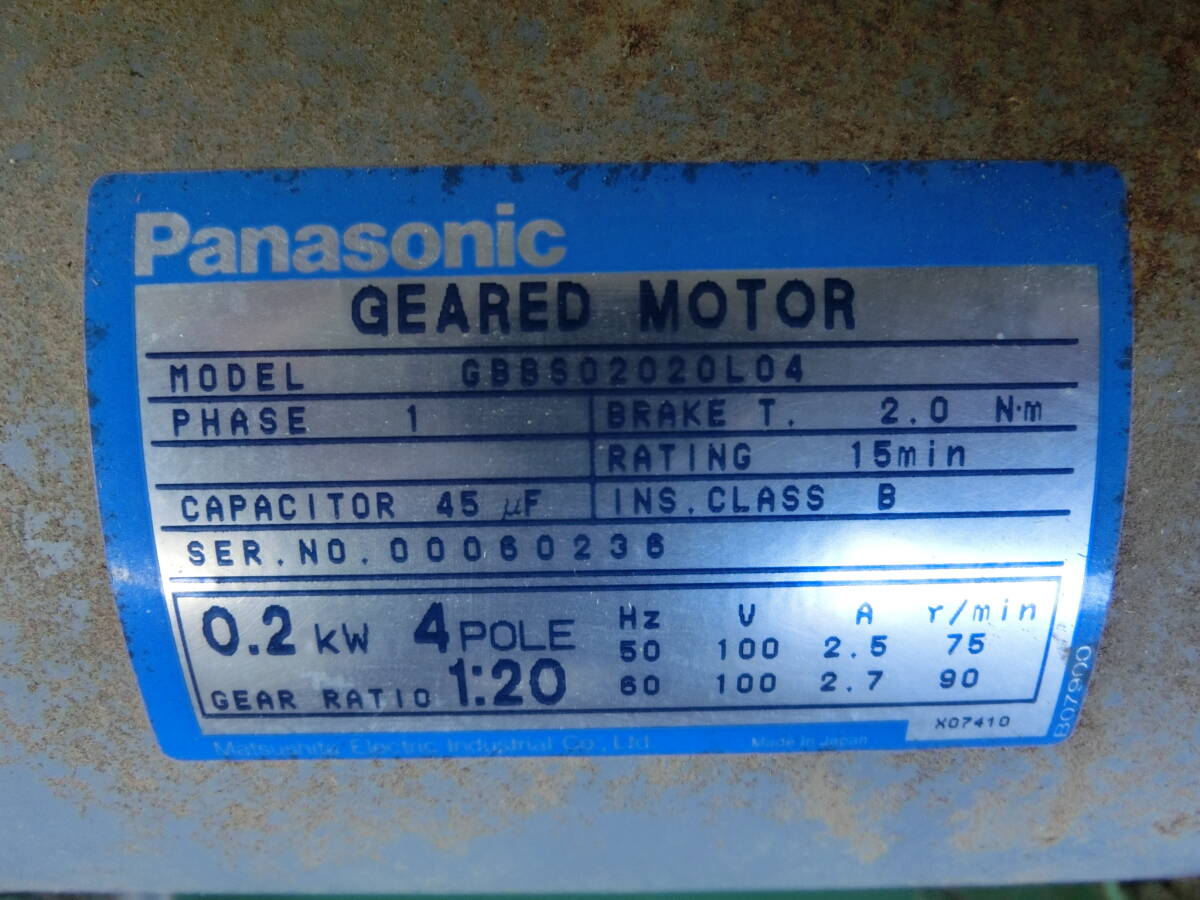 Panasonic
GEARED MOTOR
MODEL GBBS02020L04
PHASE 1 BRAKE T. 2.0 N·m
RATING 15min
CAPACITOR 45 μF INS.CLASS B
SER.NO.00060236
0.2 kW 4 POLE Hz V A r/min
50 100 2.5 75
GEAR RATIO 1:20 60 100 2.7 90
X07410
B07900
Matsushita Electric Industrial Co., Ltd. Made in Japan